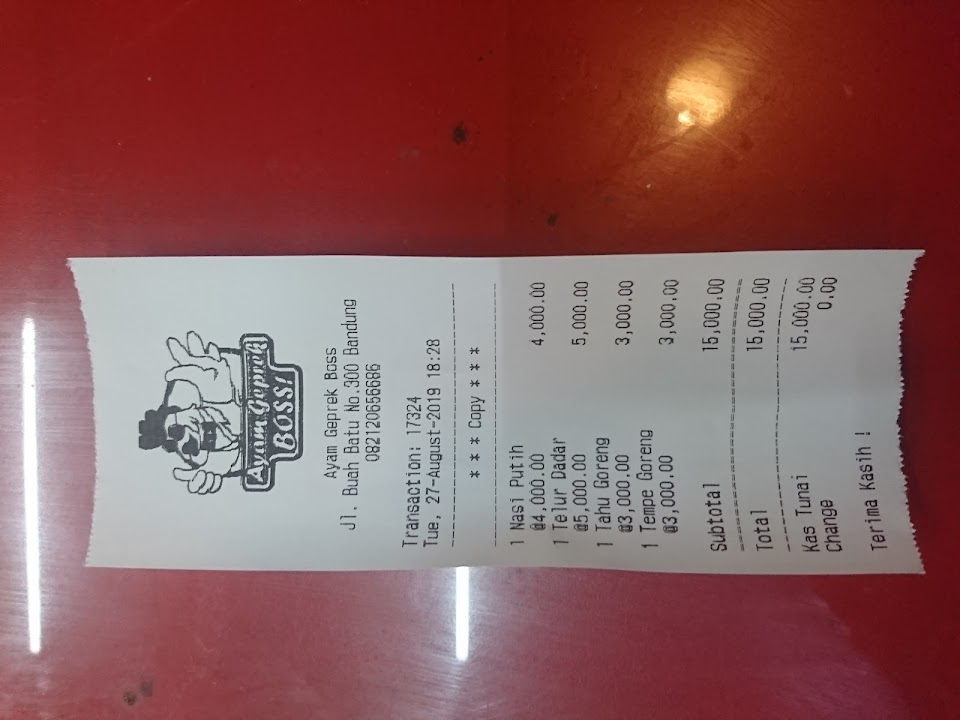 Ayam Geprek
BOSS!
Ayam Geprek Boss
Jl. Buah Batu No.300 Bandung
082120656686
Transaction: 17324
Tue, 27-August-2019 18:28
* * * Copy * * *
1 Nasi Putih
@4,000.00 4,000.00
1 Telur Dadar
@5,000.00 5,000.00
1 Tahu Goreng
@3,000.00 3,000.00
1 Tempe Goreng
@3,000.00 3,000.00
Subtotal 15,000.00
Total 15,000.00
Kas Tunai 15,000.00
Change 0.00
Terima Kasih !